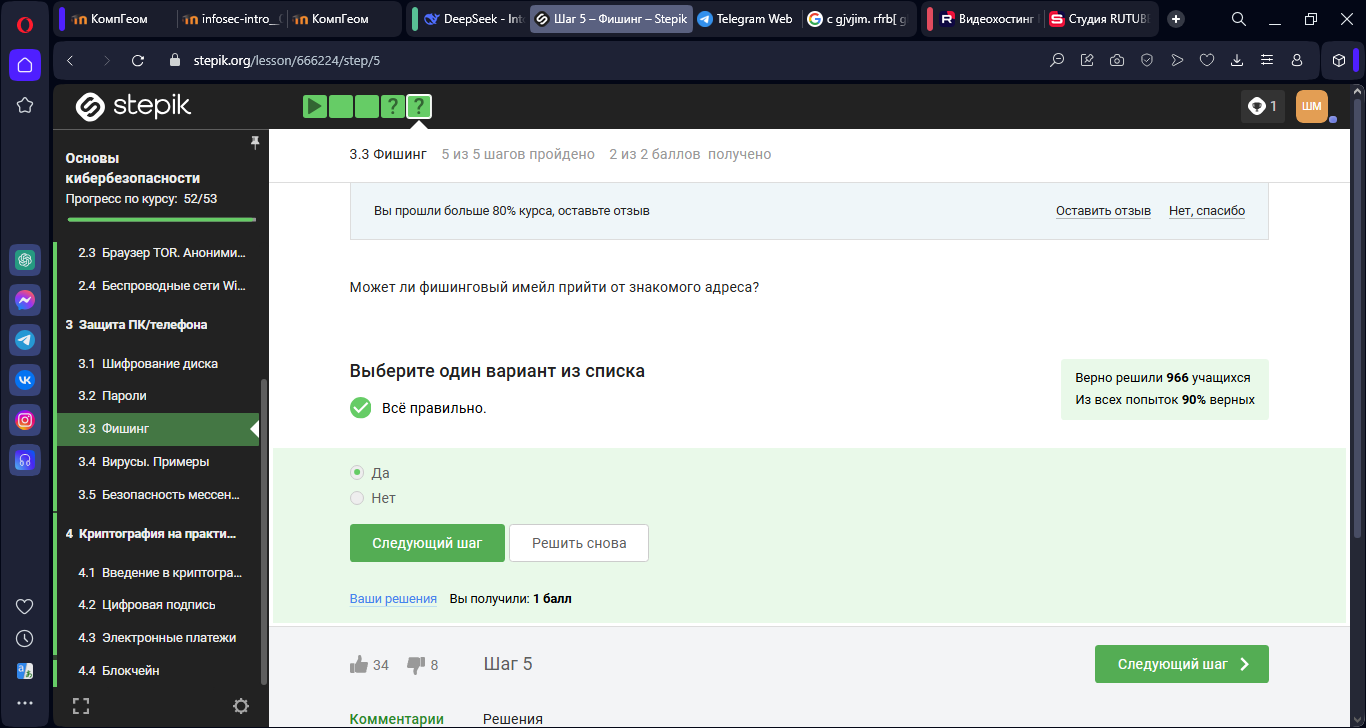 КомпГеом
infosec-intro__
КомпГеом
DeepSeek - Int
Шаг 5 – Фишинг – Stepik
Telegram Web
с gjvjim. rfrb[
Видеохостинг
Студия RUTUB
stepik.org/lesson/666224/step/5
stepik
1
ШМ
Основы
кибербезопасности
Прогресс по курсу: 52/53
2.3 Браузер TOR. Аноними...
2.4 Беспроводные сети Wi...
3 Защита ПК/телефона
3.1 Шифрование диска
3.2 Пароли
3.3 Фишинг
3.4 Вирусы. Примеры
3.5 Безопасность мессен...
4 Криптография на практи...
4.1 Введение в криптогра...
4.2 Цифровая подпись
4.3 Электронные платежи
4.4 Блокчейн
3.3 Фишинг 5 из 5 шагов пройдено 2 из 2 баллов получено
Вы прошли больше 80% курса, оставьте отзыв
Оставить отзыв
Нет, спасибо
Может ли фишинговый имейл прийти от знакомого адреса?
Выберите один вариант из списка
Всё правильно.
Верно решили 966 учащихся
Из всех попыток 90% верных
Да
Нет
Следующий шаг
Решить снова
Ваши решения Вы получили: 1 балл
34
8
Шаг 5
Следующий шаг
Комментарии
Решения